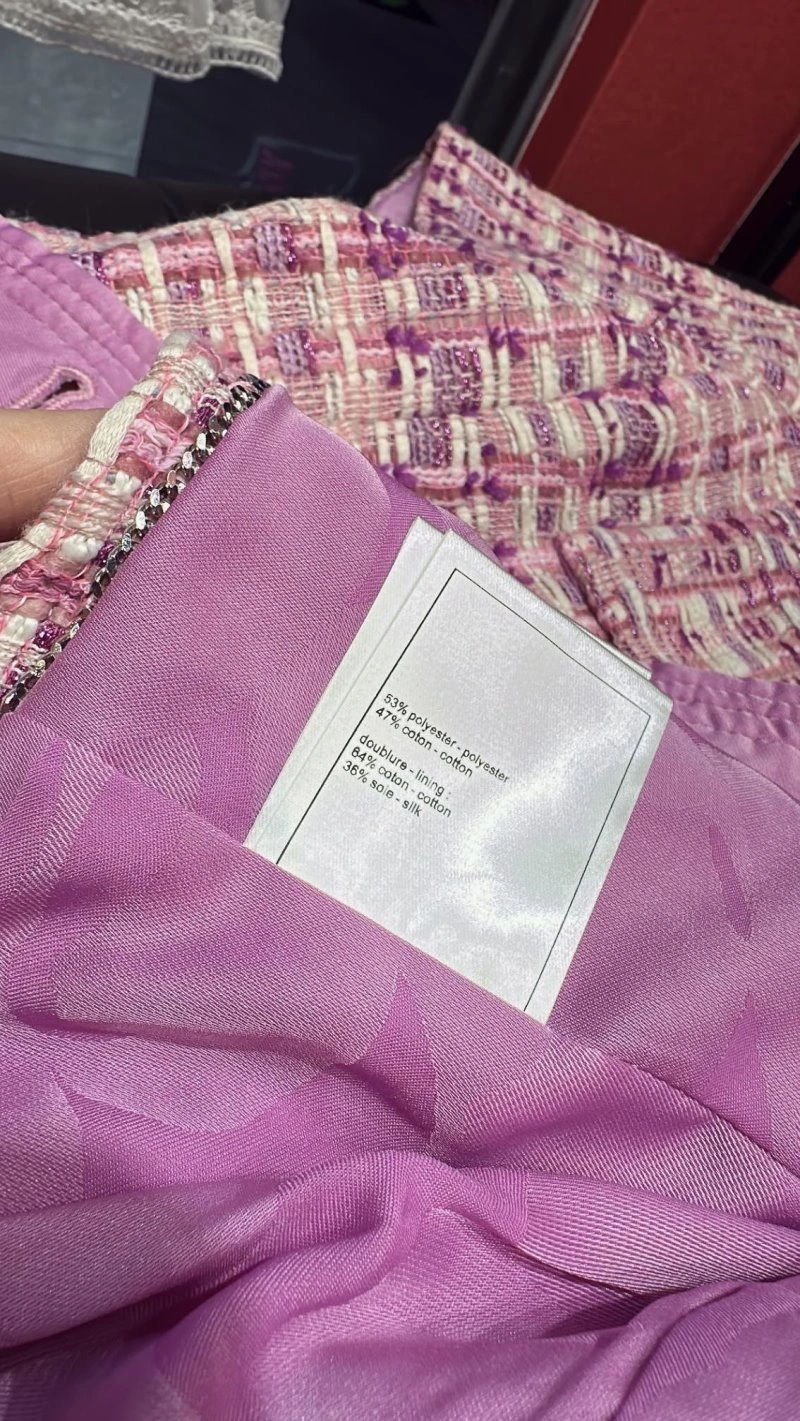 53% polyester - polyester
47% coton - cotton
doublure - lining :
64% coton - cotton
36% soie - silk